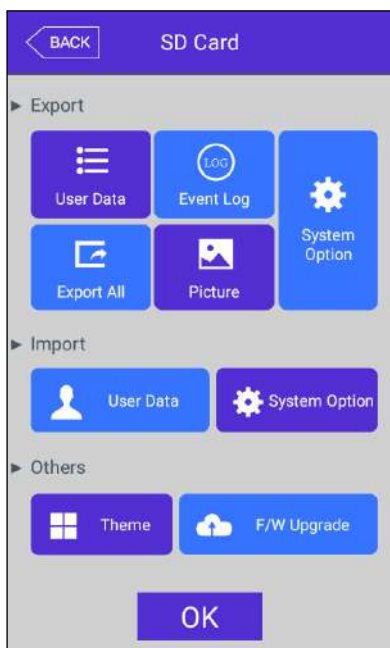 BACK
SD Card
Export
User Data
LOG
Event Log
System
Option
Export All
Picture
Import
User Data
System Option
Others
Theme
F/W Upgrade
OK